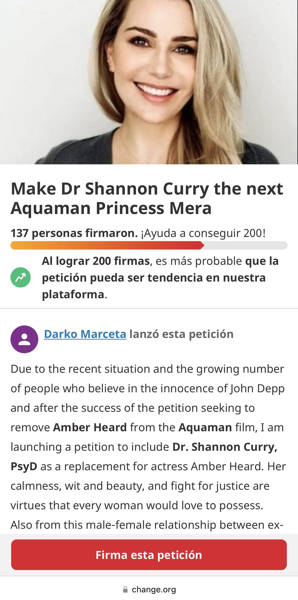 Make Dr Shannon Curry the next
Aquaman Princess Mera
137 personas firmaron. ¡Ayuda a conseguir 200!
Al lograr 200 firmas, es más probable que la
petición pueda ser tendencia en nuestra
plataforma.
Darko Marceta lanzó esta petición
Due to the recent situation and the growing number
of people who believe in the innocence of John Depp
and after the success of the petition seeking to
remove Amber Heard from the Aquaman film, I am
launching a petition to include Dr. Shannon Curry,
PsyD as a replacement for actress Amber Heard. Her
calmness, wit and beauty, and fight for justice are
virtues that every woman would love to possess.
Also from this male-female relationship between ex-
Firma esta petición
change.org